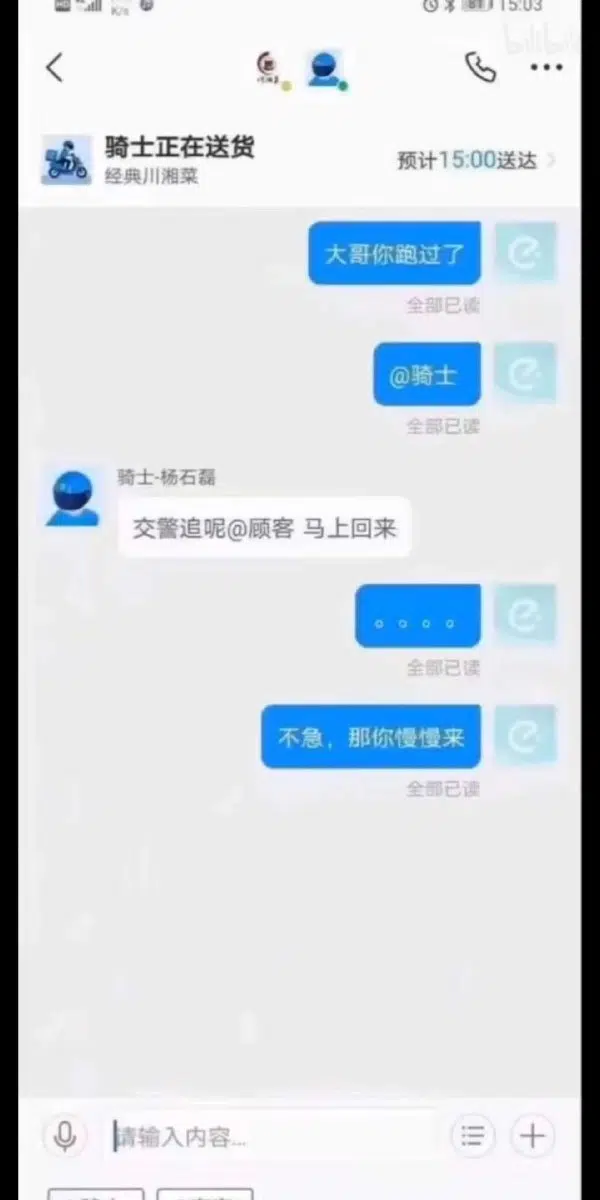 HD
K/s
81
15:03
bilibili
骑士正在送货
经典川湘菜
预计15:00送达
大哥你跑过了
全部已读
@骑士
全部已读
骑士-杨石磊
交警追呢@顾客 马上回来
。。。。
全部已读
不急，那你慢慢来
全部已读
请输入内容...